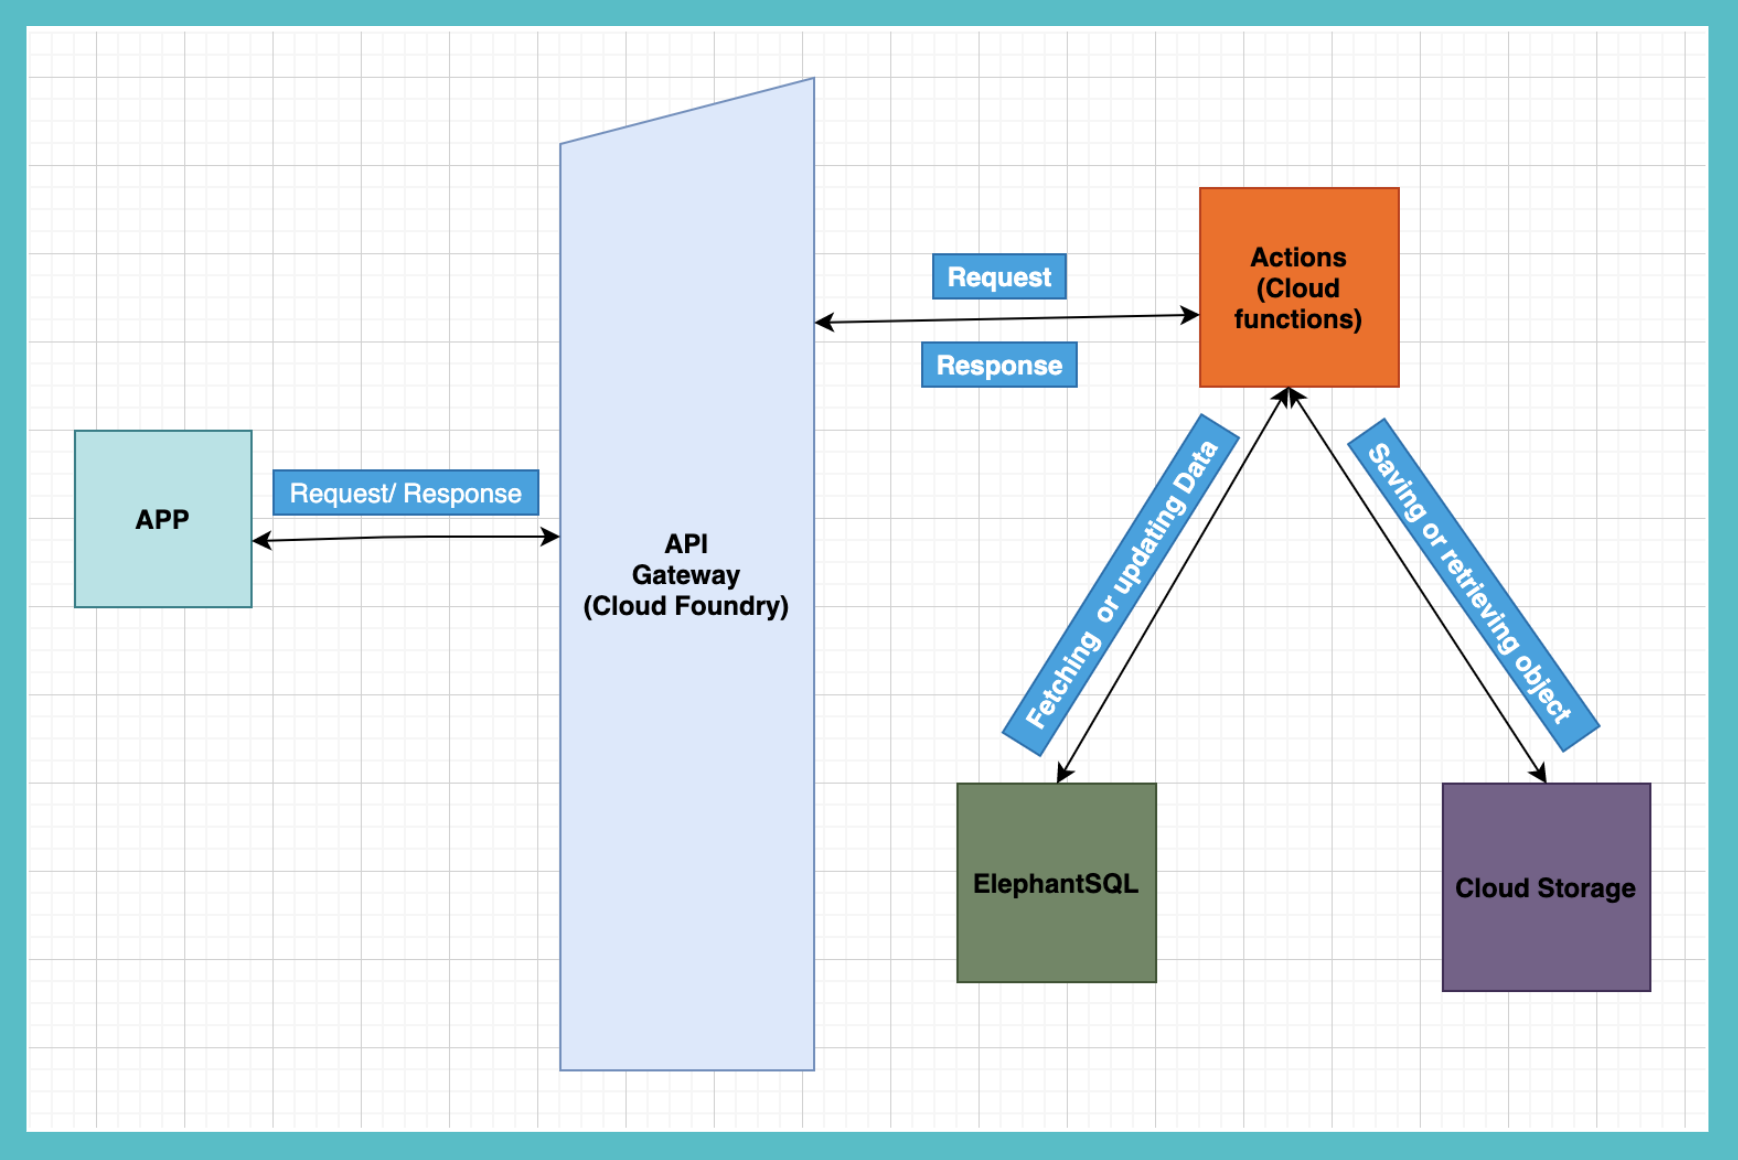 APP
Request/ Response
API
Gateway
(Cloud Foundry)
Request
Response
Actions
(Cloud
functions)
Fetching  or updating Data
Saving or retrieving object
ElephantSQL
Cloud Storage